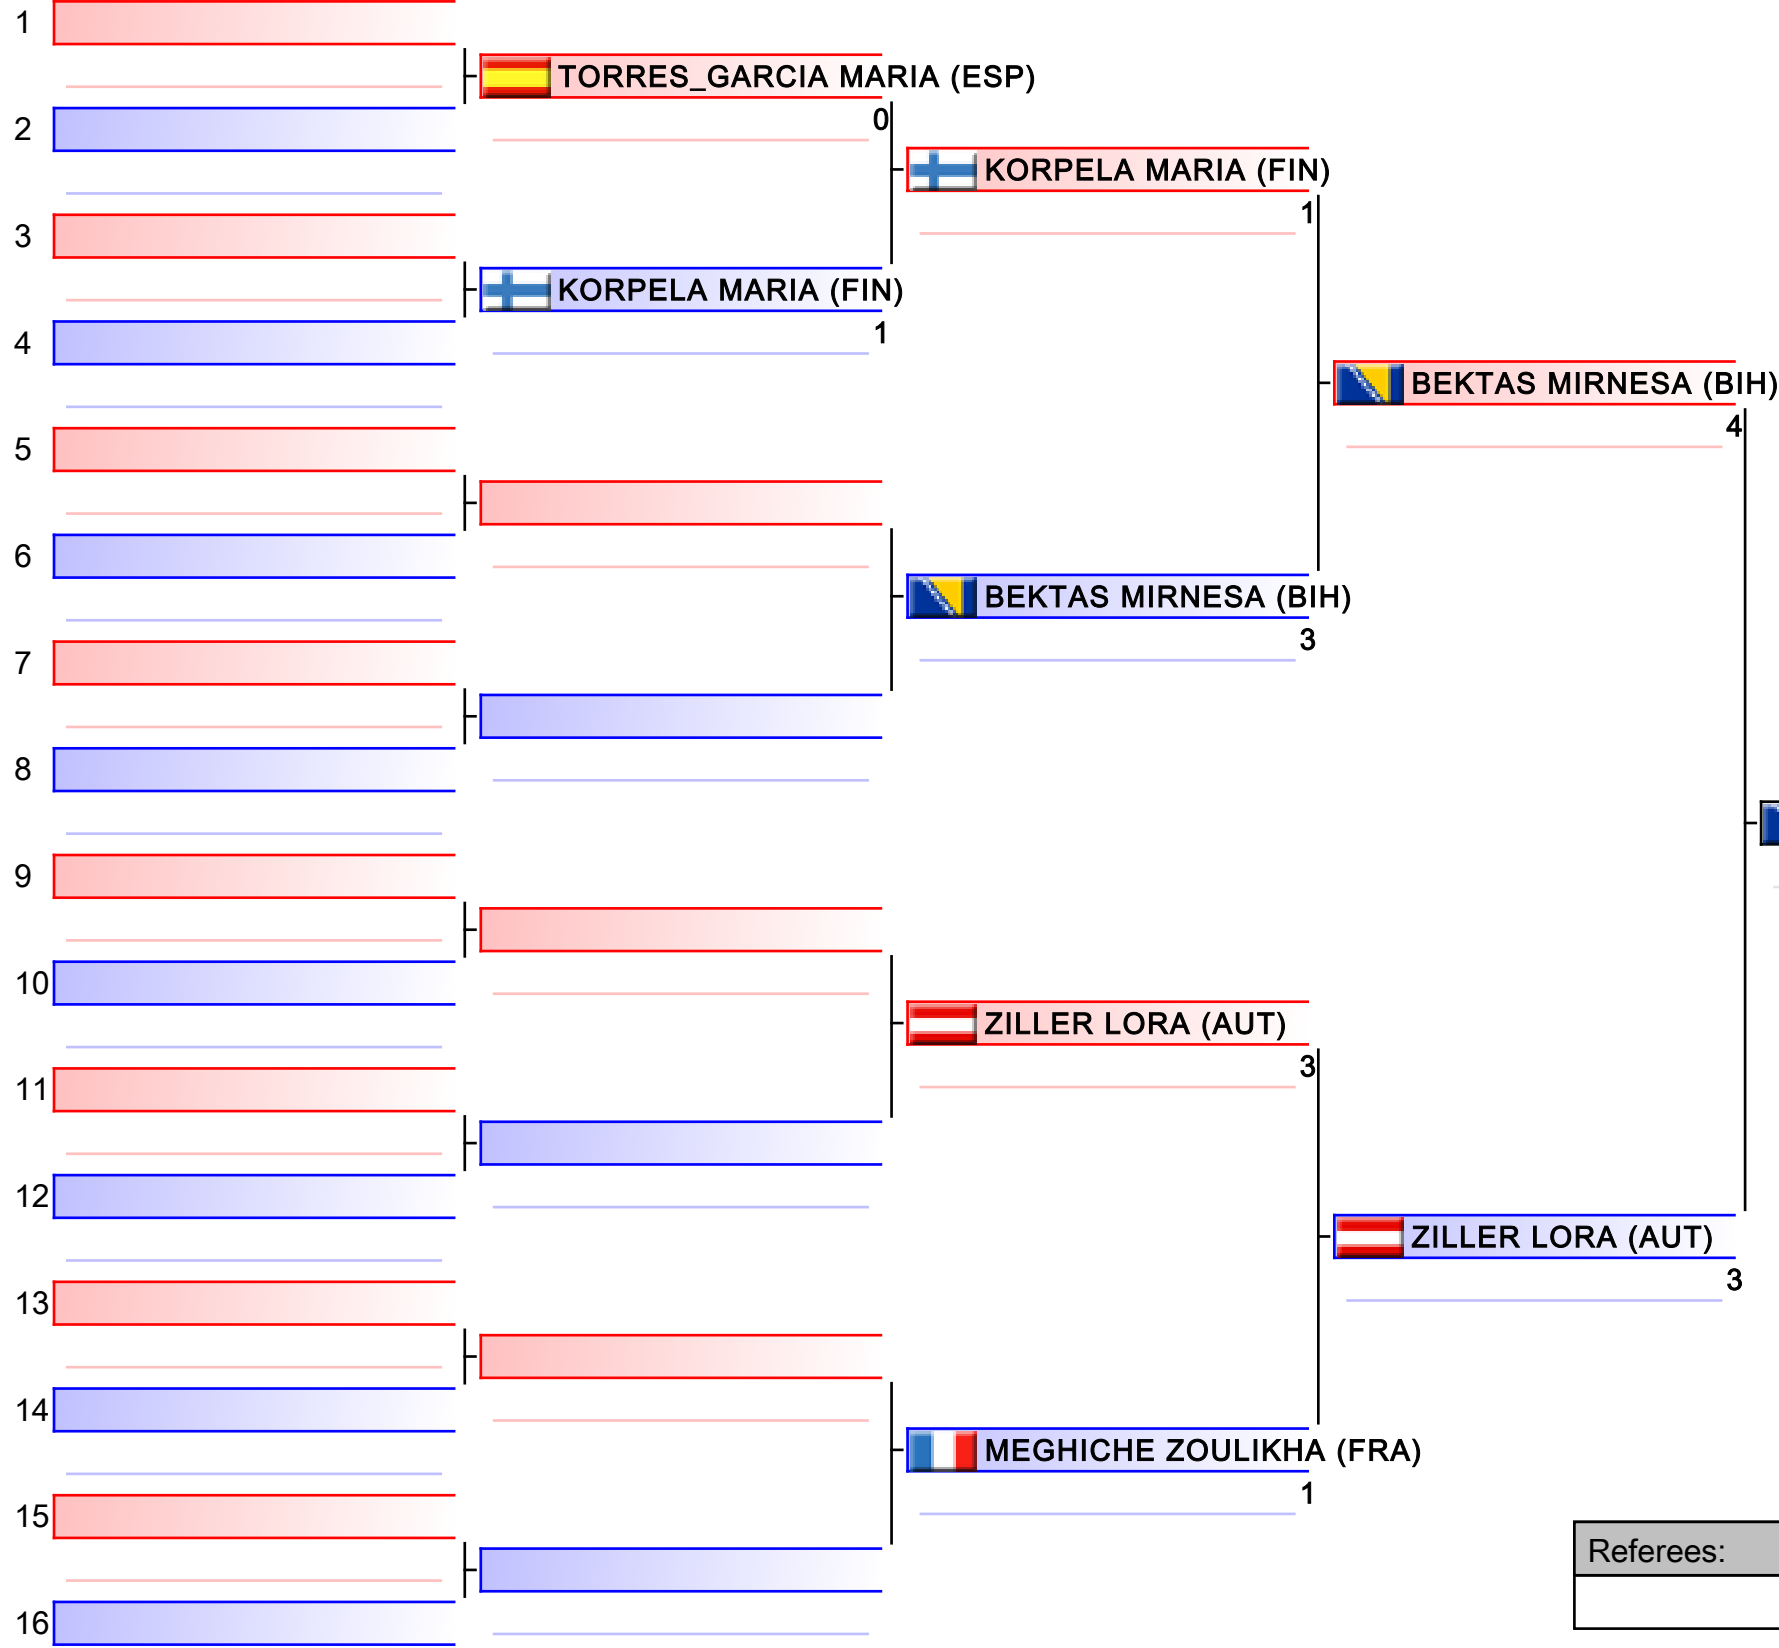 1
TORRES_GARCIA MARIA (ESP)
0
2
KORPELA MARIA (FIN)
1
3
KORPELA MARIA (FIN)
1
4
BEKTAS MIRNESA (BIH)
4
5
6
BEKTAS MIRNESA (BIH)
3
7
8
9
10
ZILLER LORA (AUT)
3
11
12
ZILLER LORA (AUT)
3
13
14
MEGHICHE ZOULIKHA (FRA)
1
15
Referees:
16